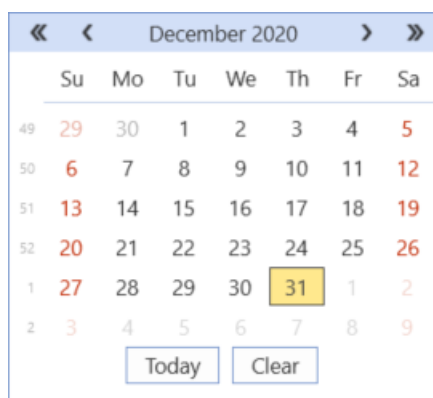 « ‹ December 2020 › »
Su Mo Tu We Th Fr Sa
49 29 30 1 2 3 4 5
50 6 7 8 9 10 11 12
51 13 14 15 16 17 18 19
52 20 21 22 23 24 25 26
1 27 28 29 30 31 1 2
2 3 4 5 6 7 8 9
Today Clear